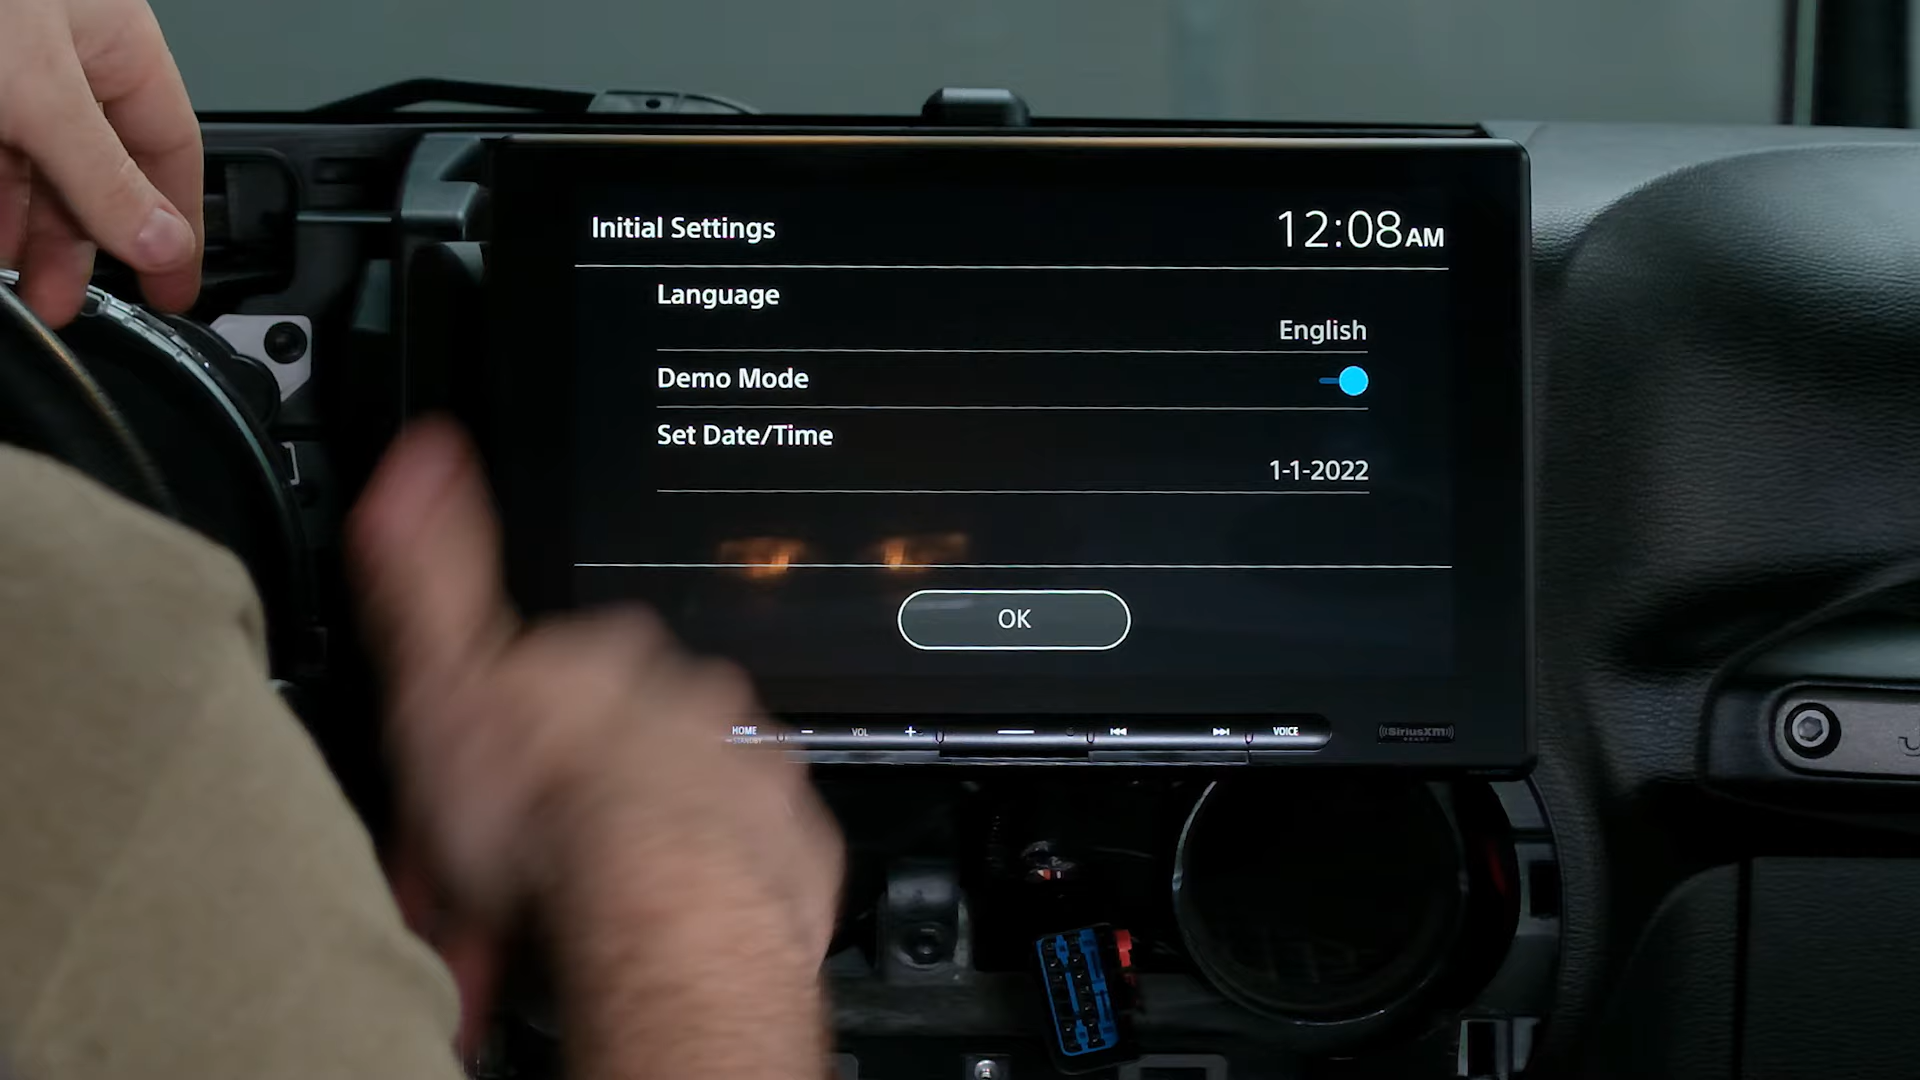 Initial Settings
12:08AM
Language
English
Demo Mode
Set Date/Time
1-1-2022
OK
HOME
STANDBY
− VOL +
VOICE
((SiriusXM))
READY